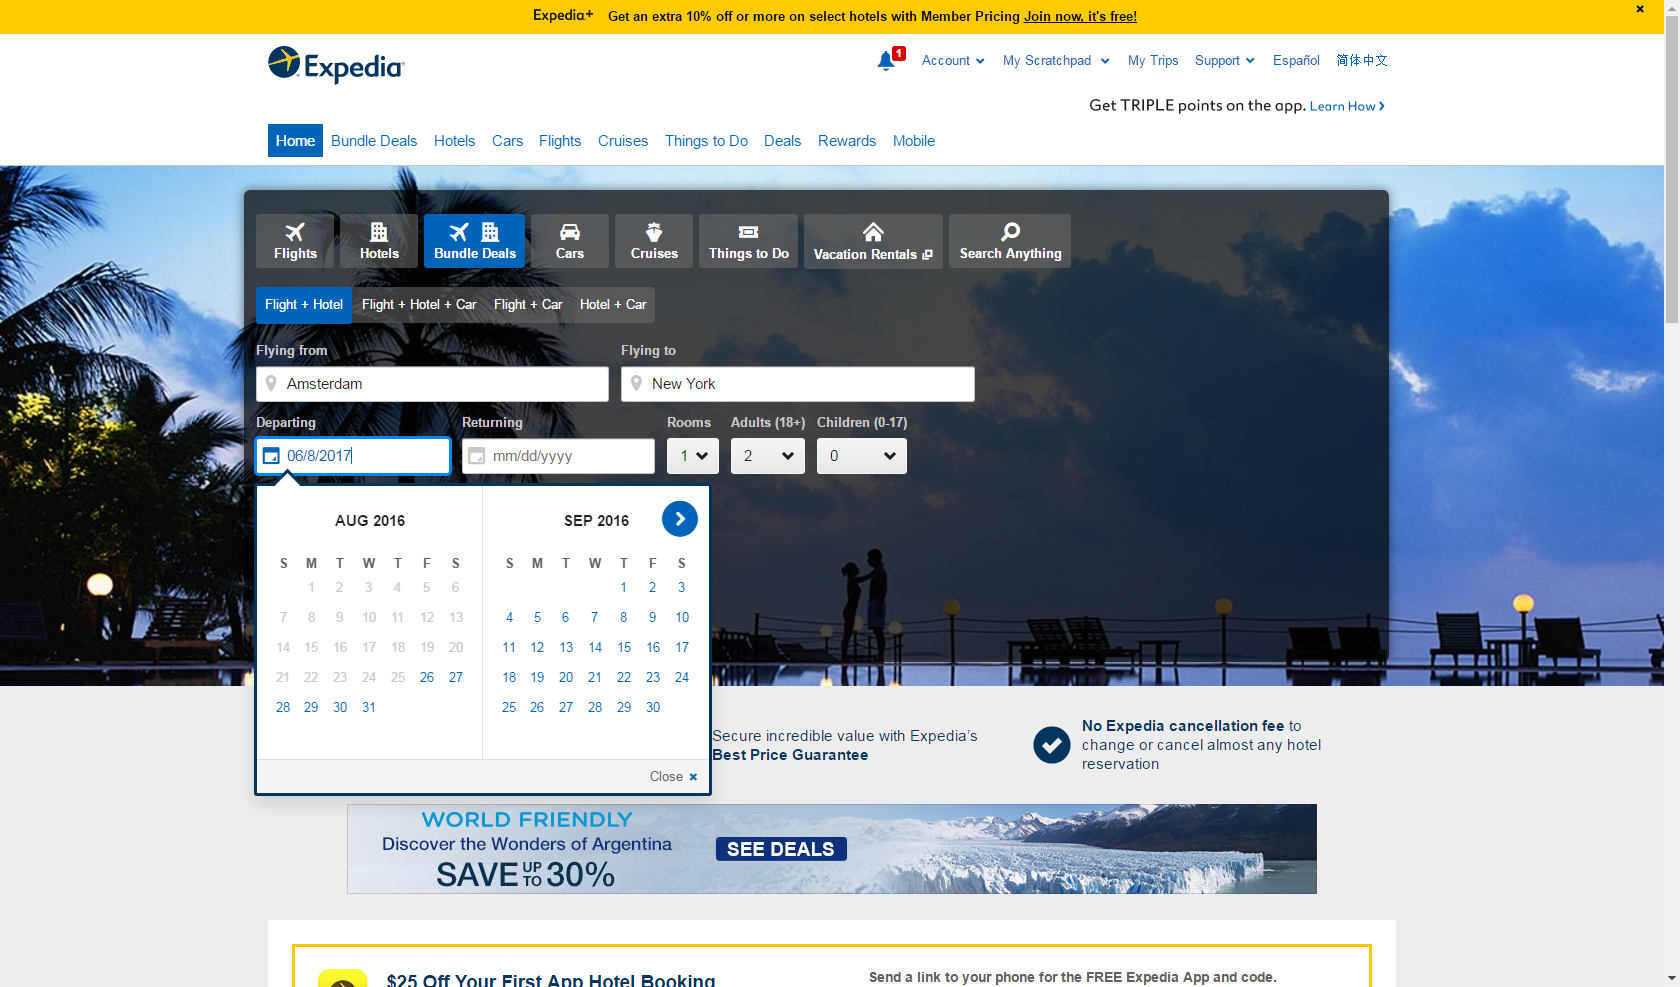 Expedia+ Get an extra 10% off or more on select hotels with Member Pricing Join now, it's free!
Expedia
1 Account My Scratchpad My Trips Support Español 简体中文
Get TRIPLE points on the app. Learn How
Home Bundle Deals Hotels Cars Flights Cruises Things to Do Deals Rewards Mobile
Flights Hotels Bundle Deals Cars Cruises Things to Do Vacation Rentals Search Anything
Flight + Hotel Flight + Hotel + Car Flight + Car Hotel + Car
Flying from Flying to
Amsterdam New York
Departing Returning Rooms Adults (18+) Children (0-17)
06/8/2017 mm/dd/yyyy 1 2 0
AUG 2016 SEP 2016
S M T W T F S S M T W T F S
1 2 3 4 5 6 1 2 3
7 8 9 10 11 12 13 4 5 6 7 8 9 10
14 15 16 17 18 19 20 11 12 13 14 15 16 17
21 22 23 24 25 26 27 18 19 20 21 22 23 24
28 29 30 31 25 26 27 28 29 30
Close
Secure incredible value with Expedia's
Best Price Guarantee
No Expedia cancellation fee to
change or cancel almost any hotel
reservation
WORLD FRIENDLY
Discover the Wonders of Argentina
SAVE UP TO 30%
SEE DEALS
$25 Off Your First App Hotel Booking
Send a link to your phone for the FREE Expedia App and code.